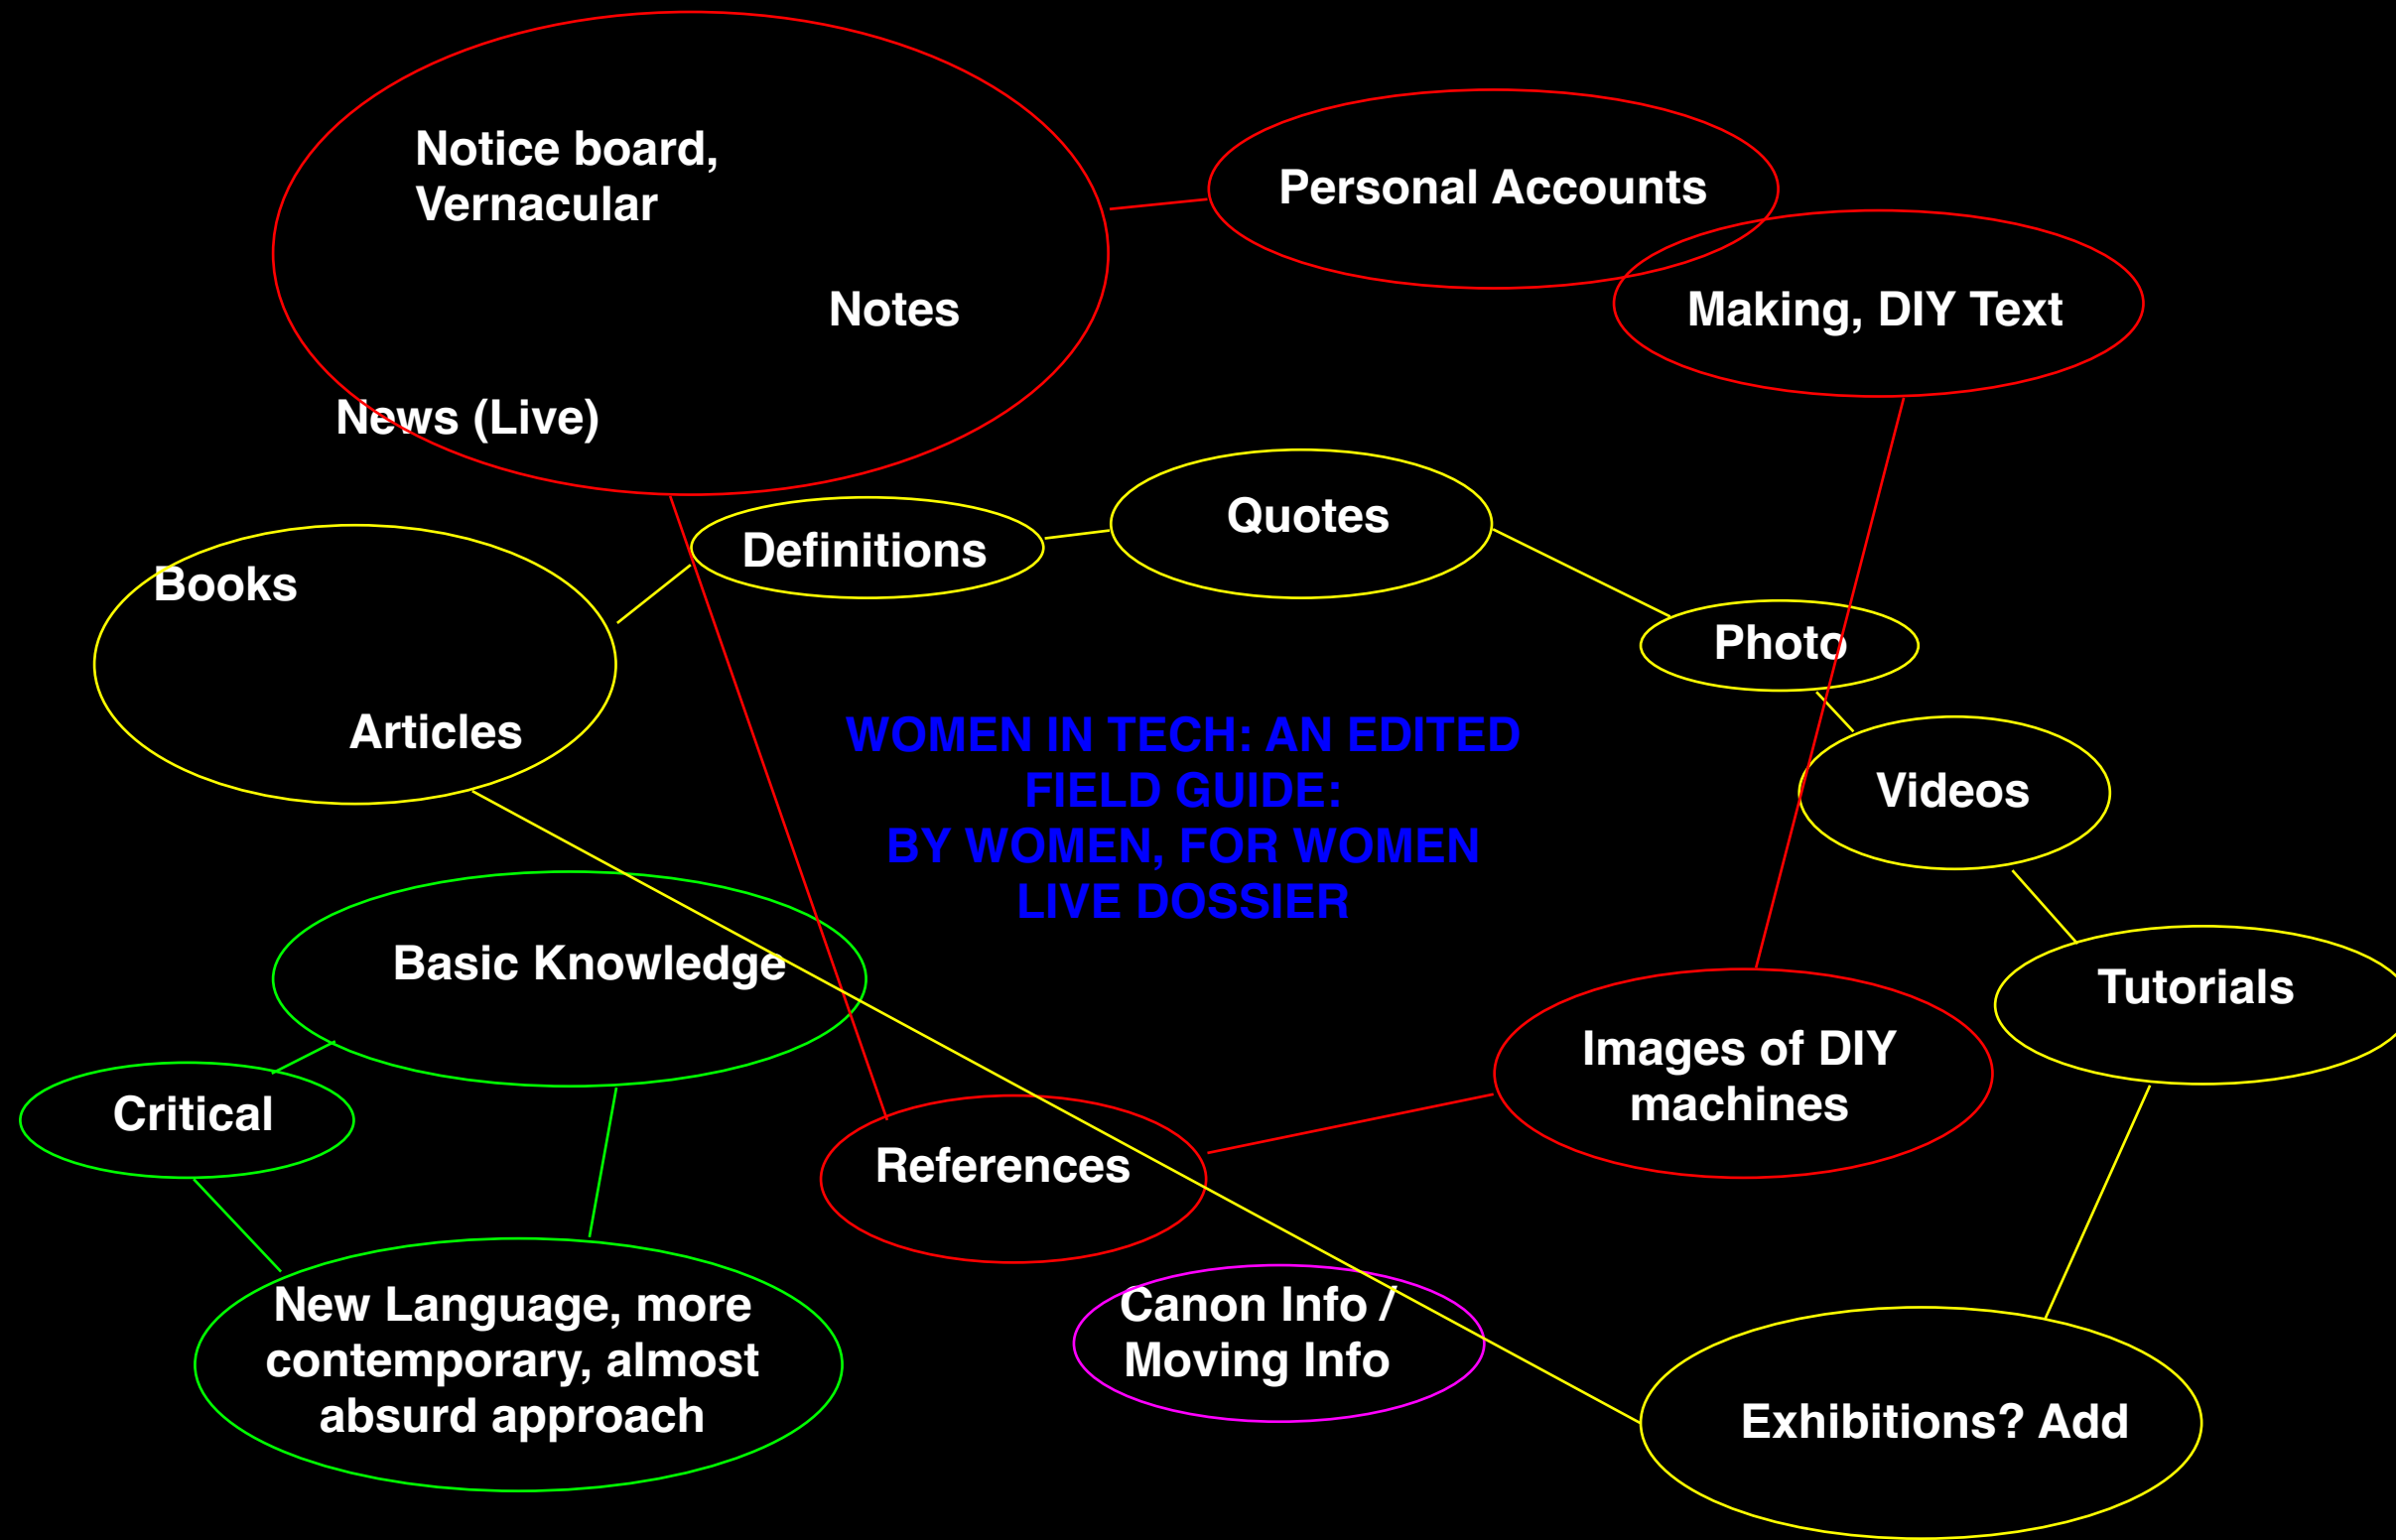 Notice board,
Vernacular
Personal Accounts
Notes
Making, DIY Text
News (Live)
Quotes
Definitions
Books
Photo
Articles
WOMEN IN TECH: AN EDITED
FIELD GUIDE:
BY WOMEN, FOR WOMEN
LIVE DOSSIER
Videos
Basic Knowledge
Tutorials
Images of DIY
machines
Critical
References
New Language, more
contemporary, almost
absurd approach
Canon Info /
Moving Info
Exhibitions? Add